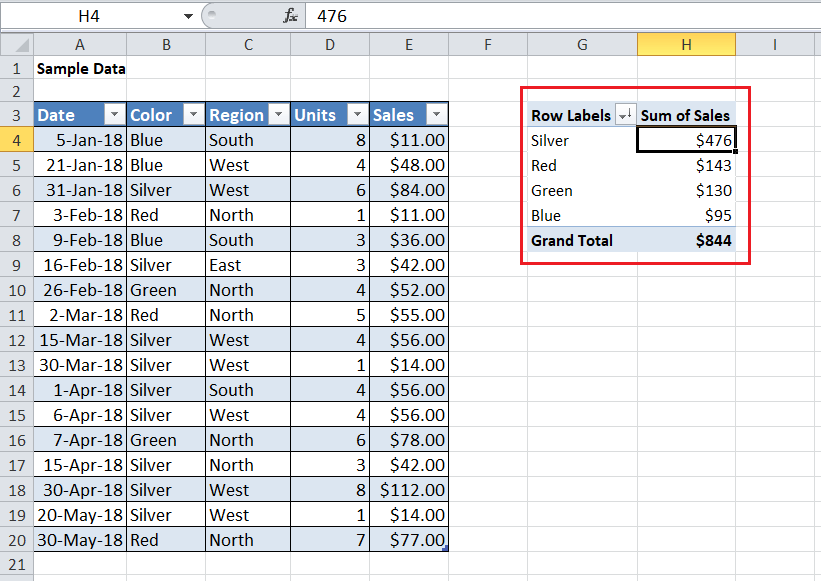 H4 fx 476
A B C D E F G H I
1 Sample Data
2
3 Date Color Region Units Sales Row Labels Sum of Sales
4 5-Jan-18 Blue South 8 $11.00 Silver $476
5 21-Jan-18 Blue West 4 $48.00 Red $143
6 31-Jan-18 Silver West 6 $84.00 Green $130
7 3-Feb-18 Red North 1 $11.00 Blue $95
8 9-Feb-18 Blue South 3 $36.00 Grand Total $844
9 16-Feb-18 Silver East 3 $42.00
10 26-Feb-18 Green North 4 $52.00
11 2-Mar-18 Red North 5 $55.00
12 15-Mar-18 Silver West 4 $56.00
13 30-Mar-18 Silver West 1 $14.00
14 1-Apr-18 Silver South 4 $56.00
15 6-Apr-18 Silver West 4 $56.00
16 7-Apr-18 Green North 6 $78.00
17 15-Apr-18 Silver North 3 $42.00
18 30-Apr-18 Silver West 8 $112.00
19 20-May-18 Silver West 1 $14.00
20 30-May-18 Red North 7 $77.00
21